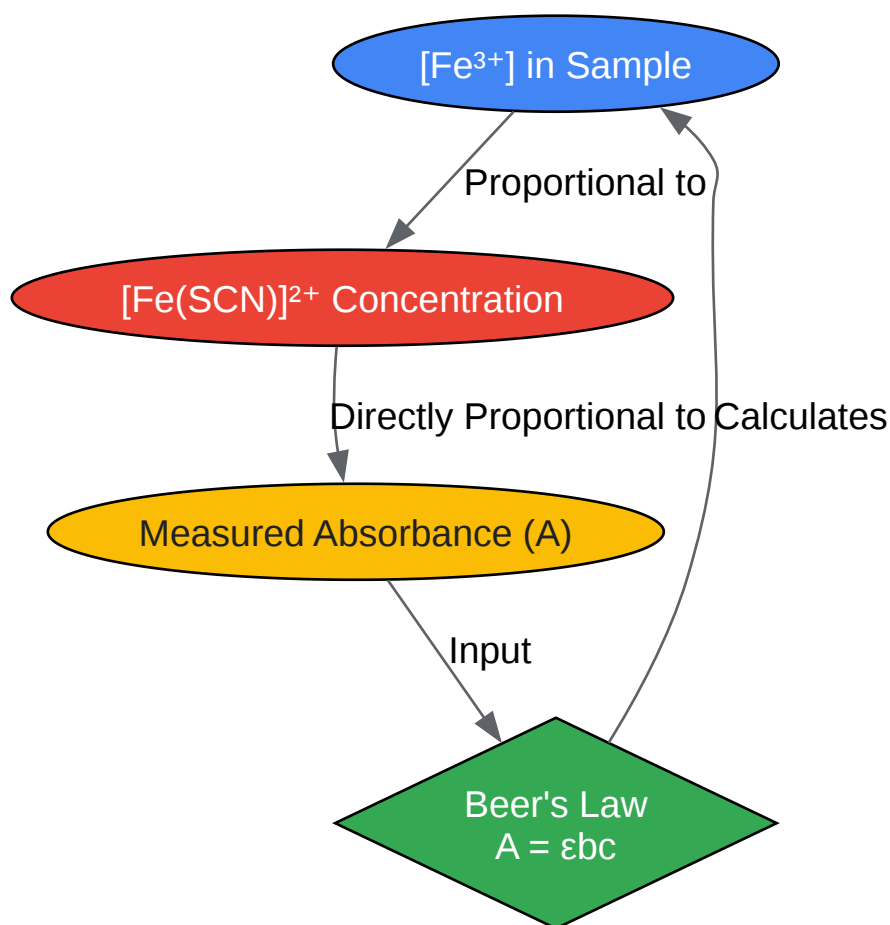 [Fe³⁺] in Sample
Proportional to
[Fe(SCN)]²⁺ Concentration
Directly Proportional to
Calculates
Measured Absorbance (A)
Input
Beer's Law
A = εbc